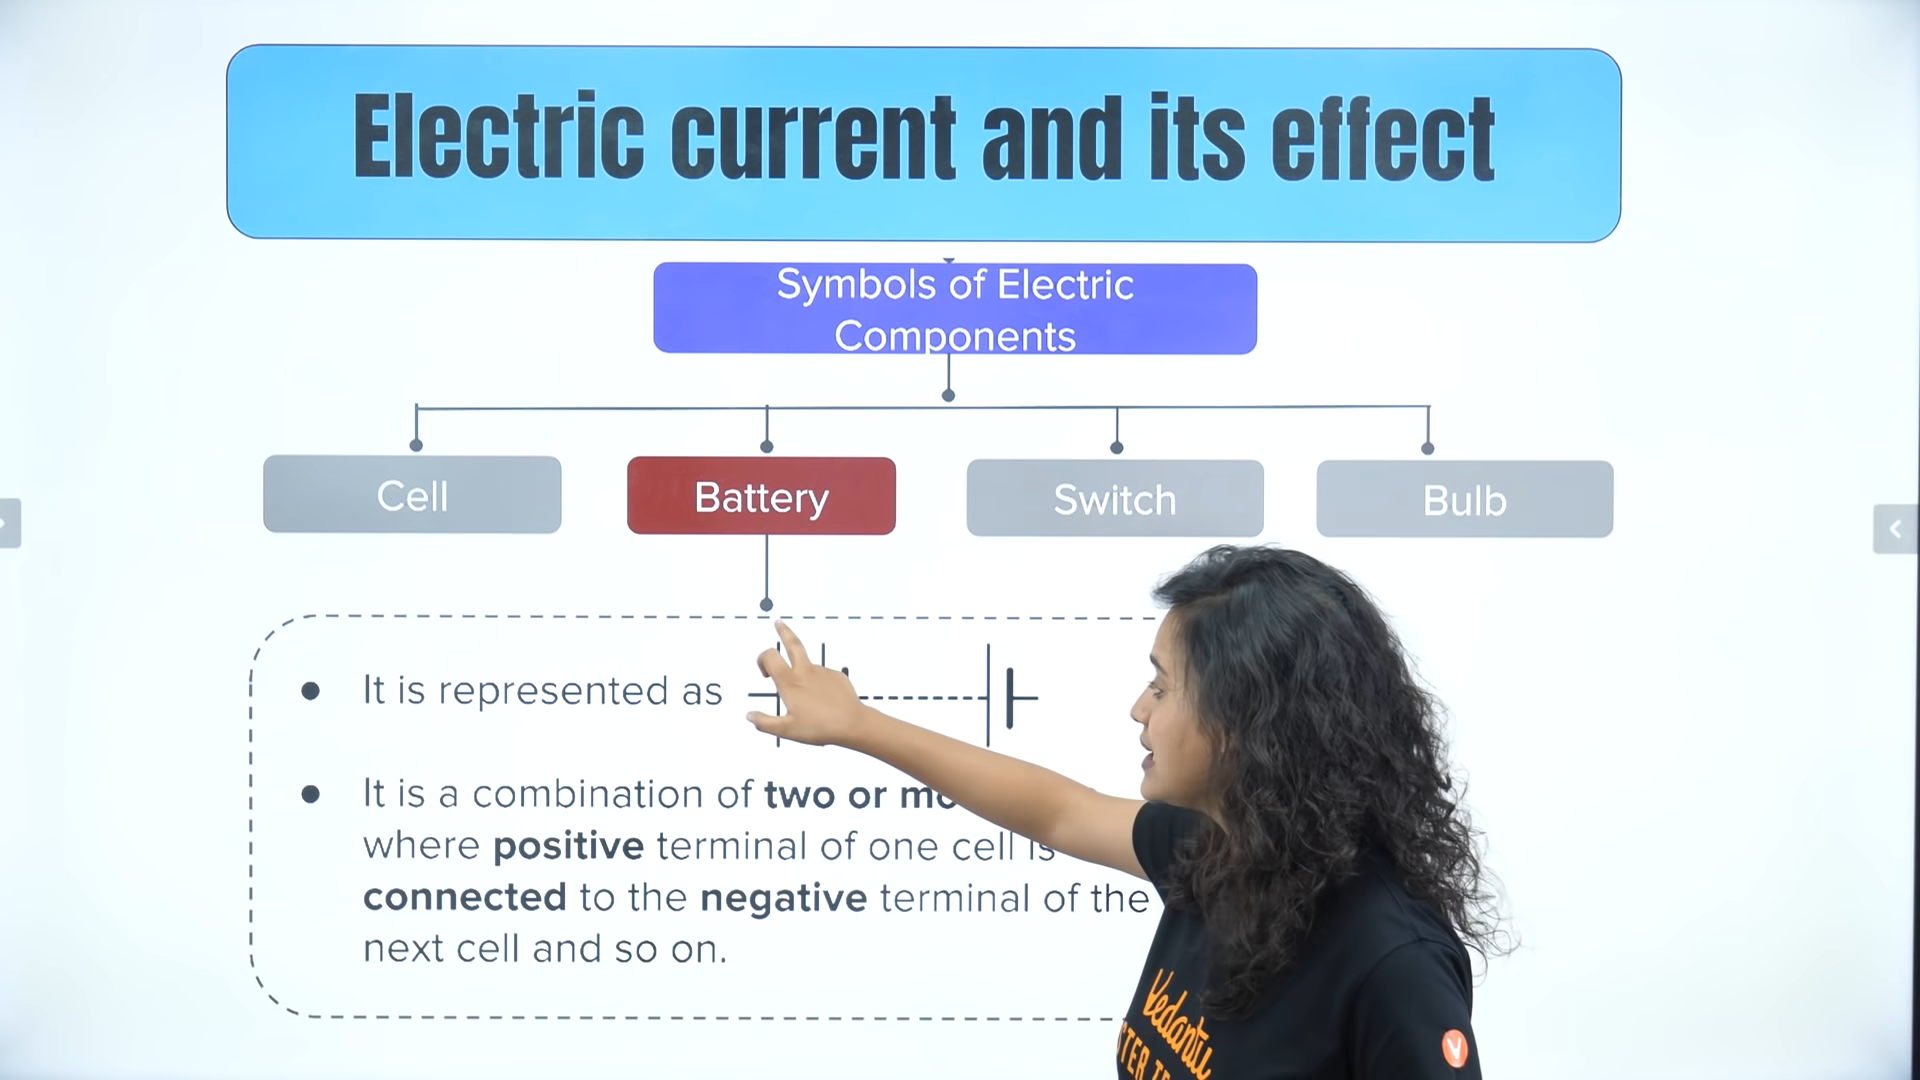 Electric current and its effect
Symbols of Electric
Components
Cell
Battery
Switch
Bulb
It is represented as
It is a combination of two or
where positive terminal of one cell is
connected to the negative terminal of the
next cell and so on.
Vedantu
V